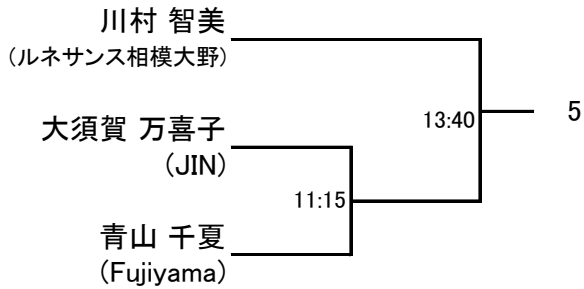 川村 智美
(ルネサンス相模大野)
13:40
5
大須賀 万喜子
(JIN)
11:15
青山 千夏
(Fujiyama)